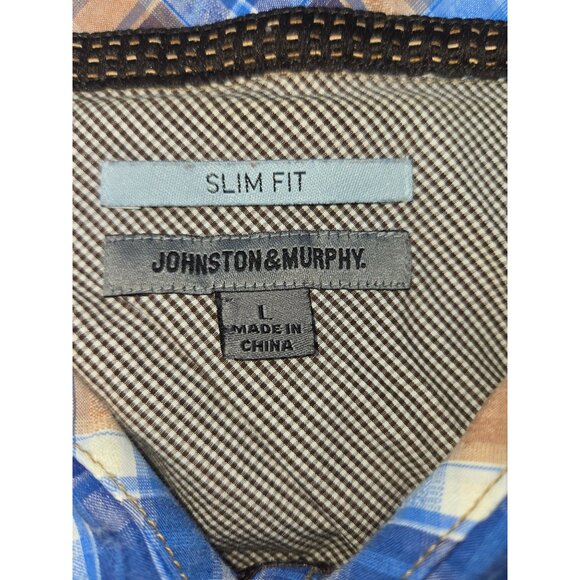 SLIM FIT
JOHNSTON&MURPHY.
L
MADE IN
CHINA